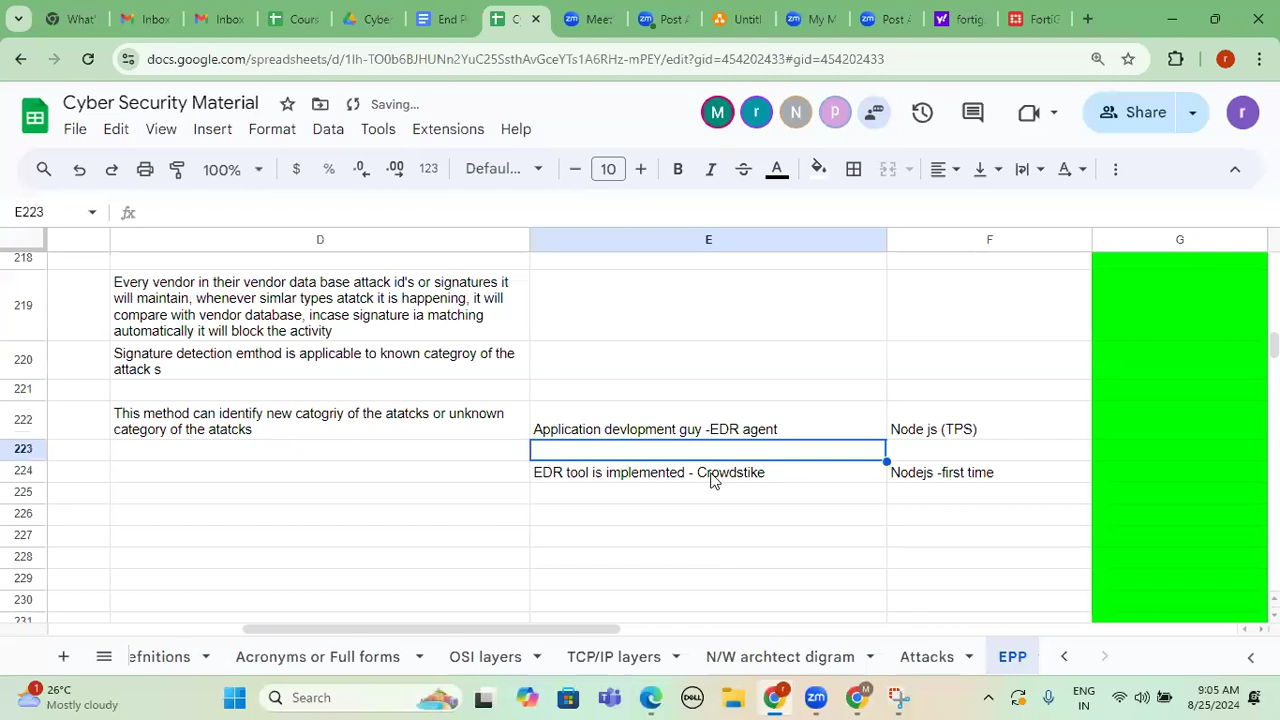 What
Inbox
Inbox
Cours
Cyber
End P
C
Meet
Post A
Untitl
My M
Post A
fortig
FortiG
docs.google.com/spreadsheets/d/1Ih-TO0b6BJHUNn2YuC25SsthAvGceYTs1A6RHz-mPEY/edit?gid=454202433#gid=454202433
r
Cyber Security Material
Saving...
M r N p
Share
r
File Edit View Insert Format Data Tools Extensions Help
100% $ % .0 .00 123 Defaul... 10 B I A
E223
fx
D E F G
218
219
Every vendor in their vendor data base attack id's or signatures it
will maintain, whenever simlar types atatck it is happening, it will
compare with vendor database, incase signature ia matching
automatically it will block the activity
220
Signature detection emthod is applicable to known categroy of the
attack s
221
222
This method can identify new catogriy of the atatcks or unknown
category of the atatcks
Application devlopment guy -EDR agent
Node js (TPS)
223
224
EDR tool is implemented - Crowdstike
Nodejs -first time
225
226
227
228
229
230
231
efinitions
Acronyms or Full forms
OSI layers
TCP/IP layers
N/W archtect digram
Attacks
EPP
1
26°C
Mostly cloudy
Search
DELL
zm
ENG
IN
9:05 AM
8/25/2024